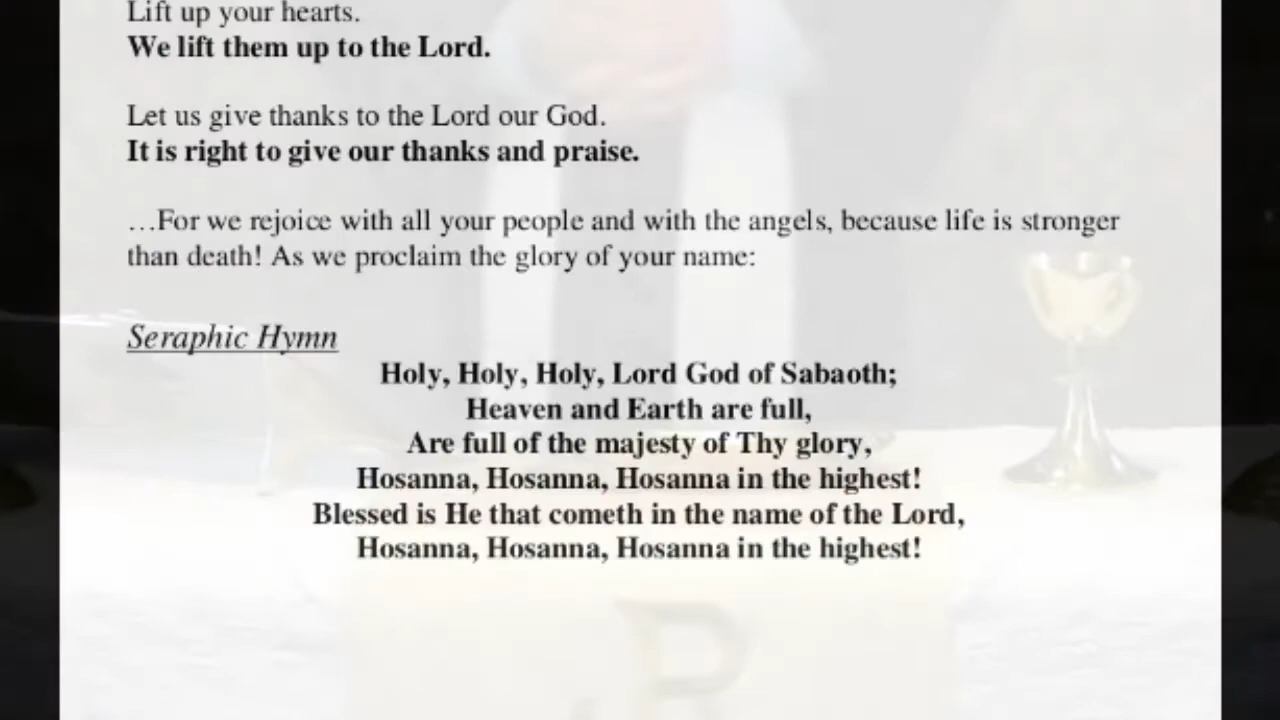 Lift up your hearts.
We lift them up to the Lord.
Let us give thanks to the Lord our God.
It is right to give our thanks and praise.
…For we rejoice with all your people and with the angels, because life is stronger
than death! As we proclaim the glory of your name:
Seraphic Hymn
Holy, Holy, Holy, Lord God of Sabaoth;
Heaven and Earth are full,
Are full of the majesty of Thy glory,
Hosanna, Hosanna, Hosanna in the highest!
Blessed is He that cometh in the name of the Lord,
Hosanna, Hosanna, Hosanna in the highest!